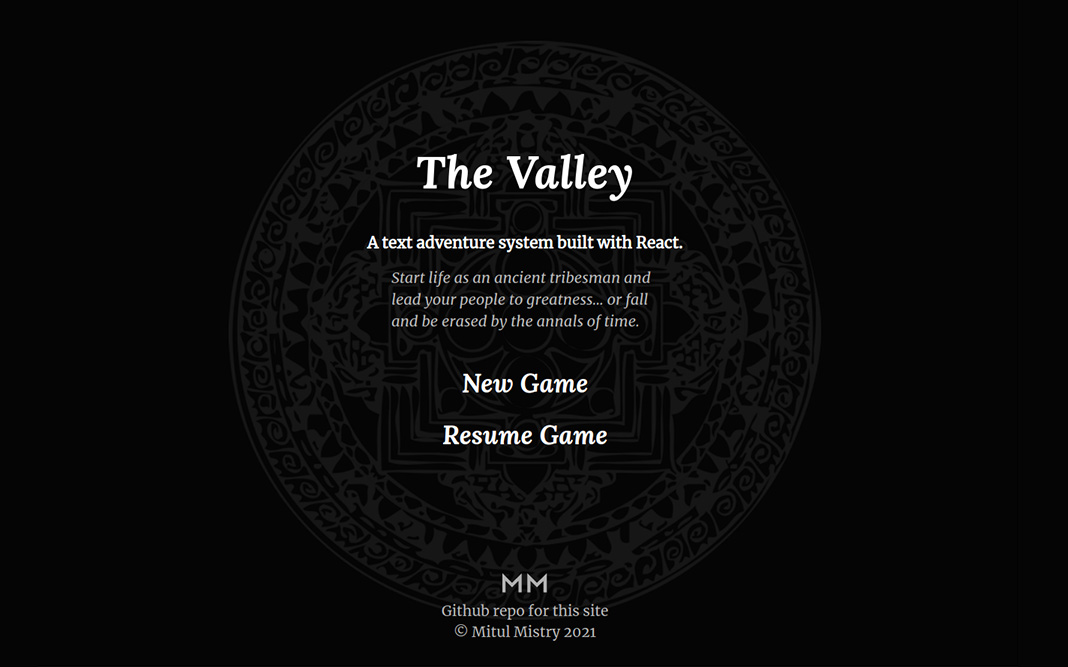 The Valley
A text adventure system built with React.
Start life as an ancient tribesman and
lead your people to greatness... or fall
and be erased by the annals of time.
New Game
Resume Game
MM
Github repo for this site
© Mitul Mistry 2021